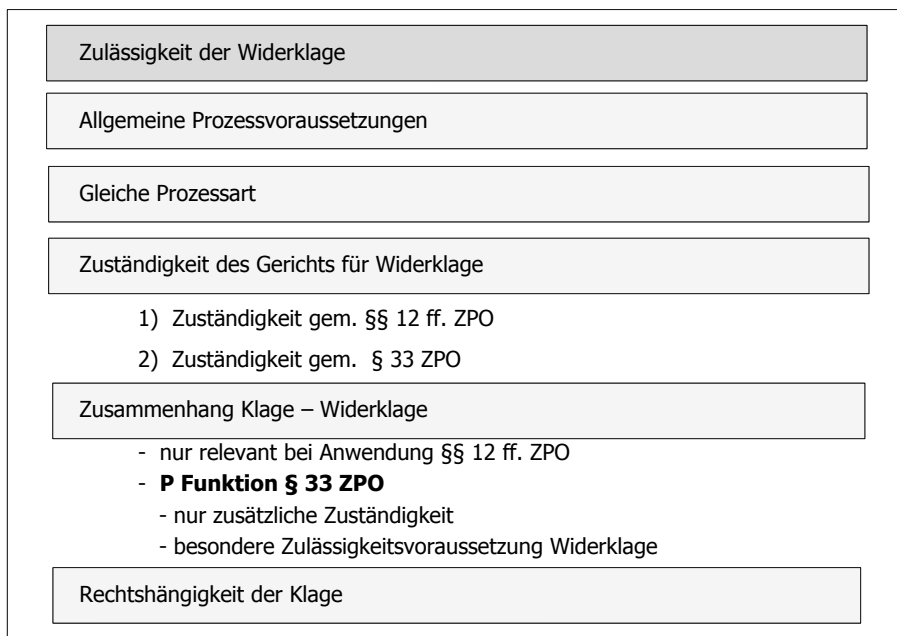 Zulässigkeit der Widerklage
Allgemeine Prozessvoraussetzungen
Gleiche Prozessart
Zuständigkeit des Gerichts für Widerklage
1) Zuständigkeit gem. §§ 12 ff. ZPO
2) Zuständigkeit gem. § 33 ZPO
Zusammenhang Klage – Widerklage
- nur relevant bei Anwendung §§ 12 ff. ZPO
- P Funktion § 33 ZPO
- nur zusätzliche Zuständigkeit
- besondere Zulässigkeitsvoraussetzung Widerklage
Rechtshängigkeit der Klage